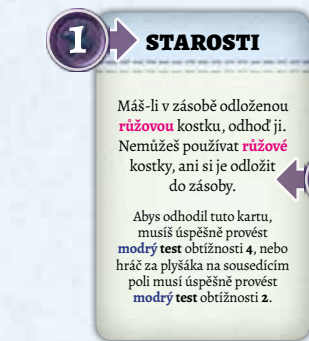 1
STAROSTI
Máš-li v zásobě odloženou
růžovou kostku, odhoď ji.
Nemůžeš používat růžové
kostky, ani si je odložit
do zásoby.
Abys odhodil tuto kartu,
musíš úspěšně provést
modrý test obtížnosti 4, nebo
hráč za plyšáka na sousedícím
poli musí úspěšně provést
modrý test obtížnosti 2.